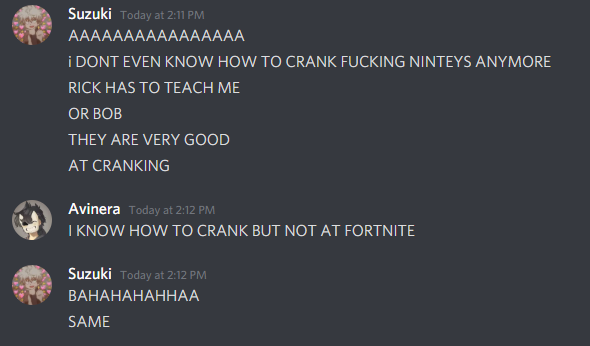 Suzuki Today at 2:11 PM
AAAAAAAAAAAAAAAA
i DONT EVEN KNOW HOW TO CRANK FUCKING NINTEYS ANYMORE
RICK HAS TO TEACH ME
OR BOB
THEY ARE VERY GOOD
AT CRANKING
Avinera Today at 2:12 PM
I KNOW HOW TO CRANK BUT NOT AT FORTNITE
Suzuki Today at 2:12 PM
BAHAHAHAHHAA
SAME